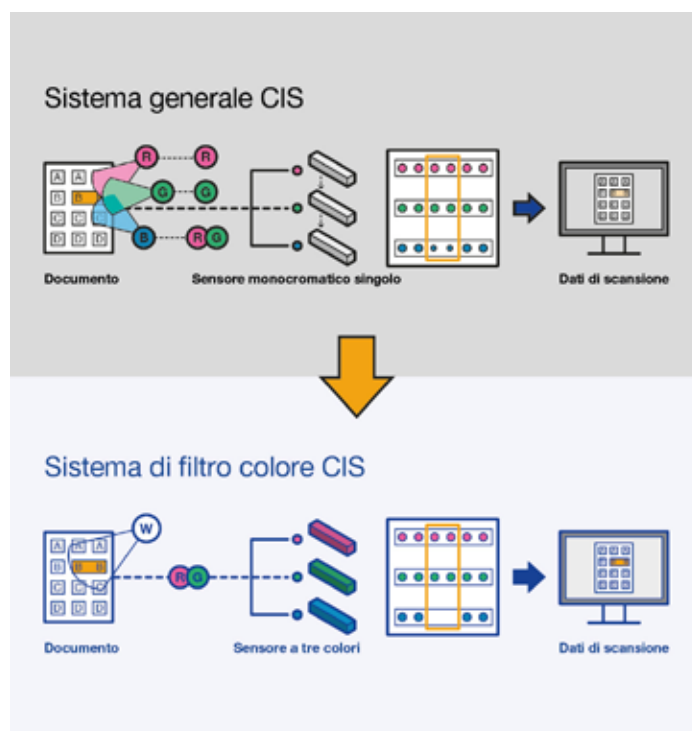 Sistema generale CIS
R R
A A
B B G G
C C
D D D B R G
Documento Sensore monocromatico singolo Dati di scansione
Sistema di filtro colore CIS
W
A A A
B B B
R G
C C C
D D D
Documento Sensore a tre colori Dati di scansione